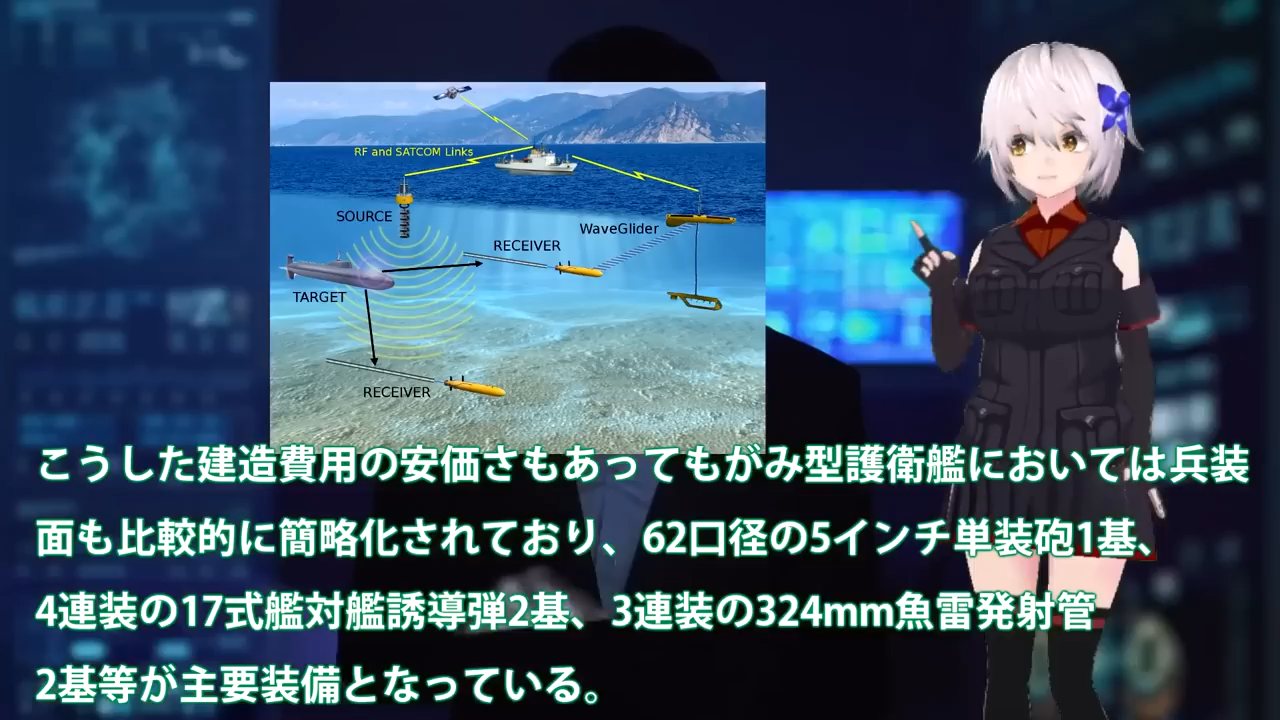 RF and SATCOM Links
SOURCE
WaveGlider
RECEIVER
TARGET
RECEIVER
こうした建造費用の安価さもあってもがみ型護衛艦においては兵装
面も比較的に簡略化されており、62口径の5インチ単装砲1基、
4連装の17式艦対艦誘導弾2基、3連装の324mm魚雷発射管
2基等が主要装備となっている。